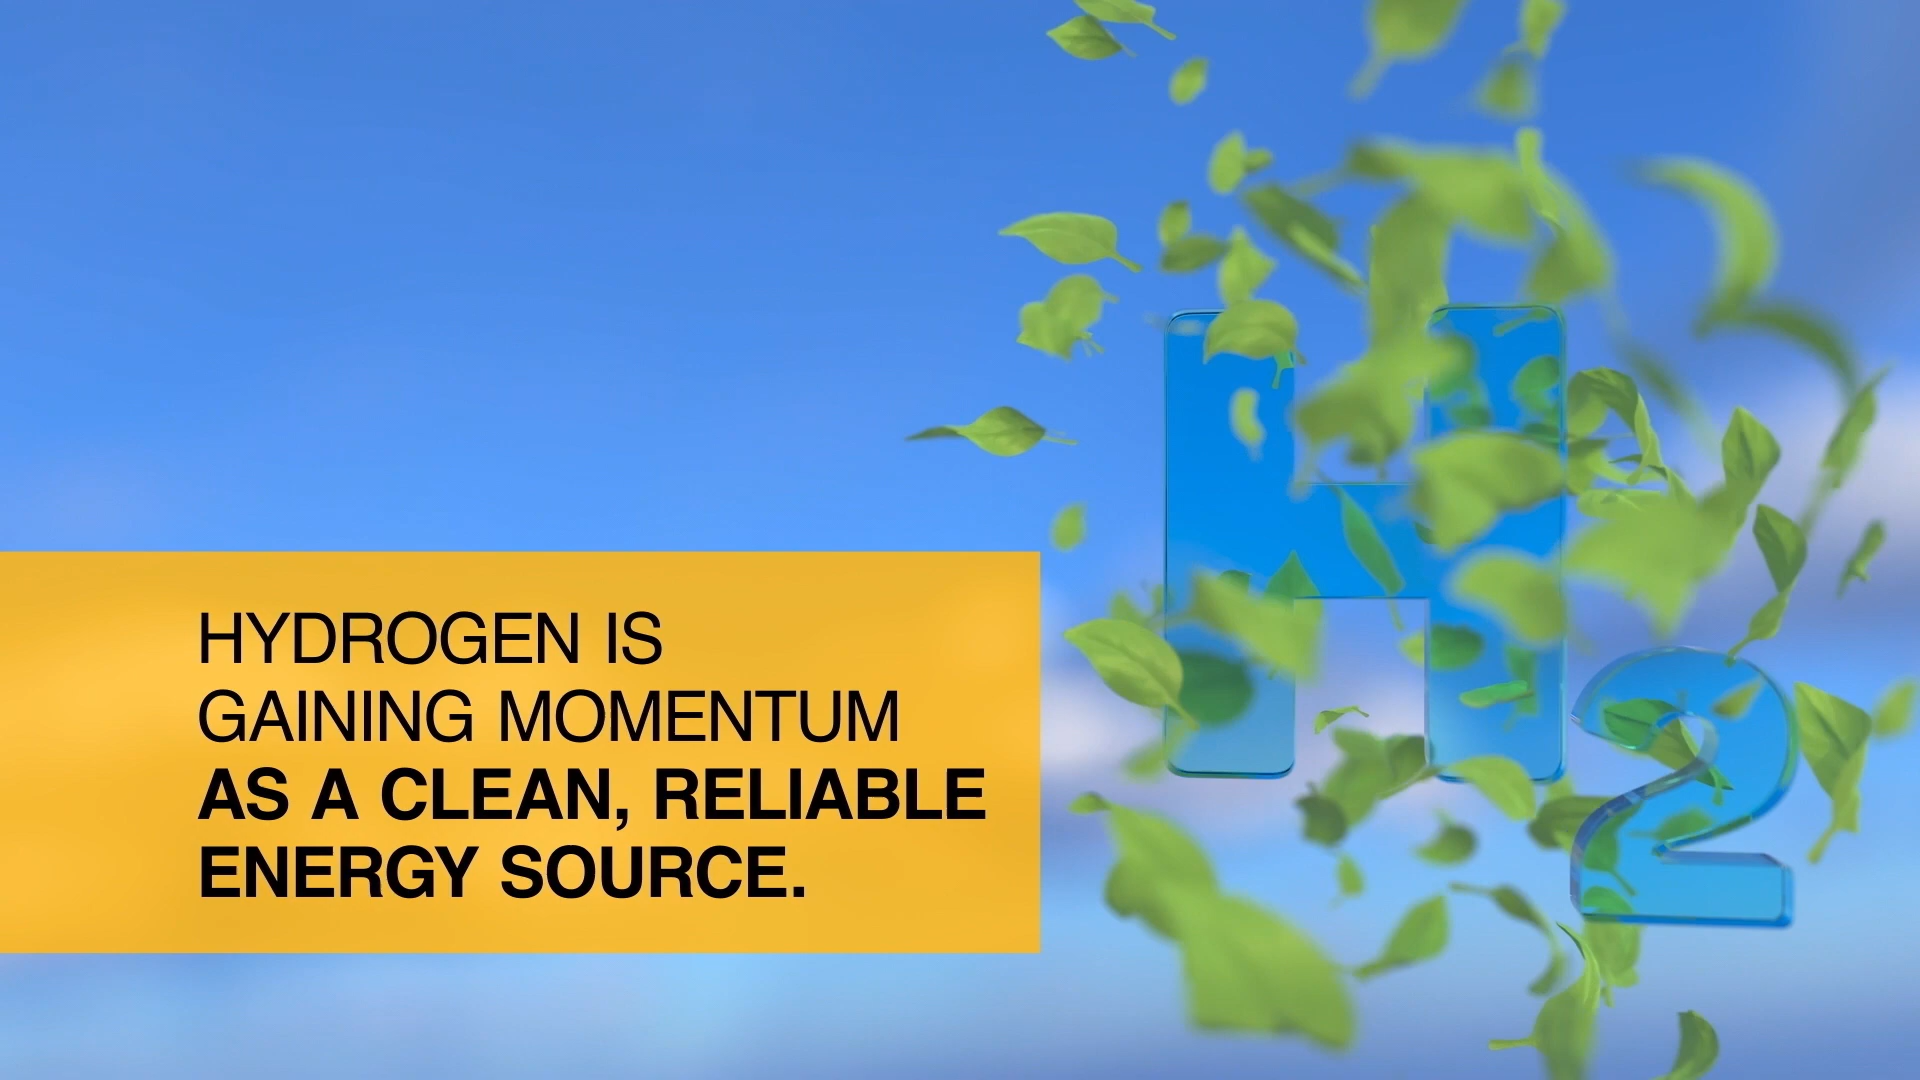 HYDROGEN IS
GAINING MOMENTUM
AS A CLEAN, RELIABLE
ENERGY SOURCE.
H2